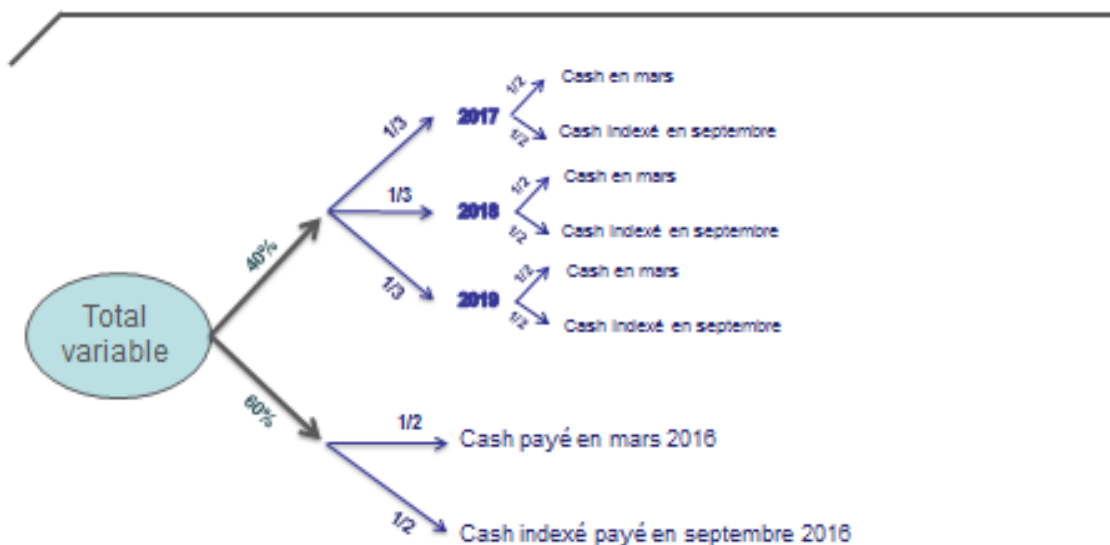 1/2
Cash en mars
1/3
2017
1/2
Cash indexé en septembre
1/3
2018
1/2
Cash en mars
1/2
Cash indexé en septembre
40%
1/3
2019
1/2
Cash en mars
1/2
Cash indexé en septembre
Total
variable
60%
1/2
Cash payé en mars 2016
1/2
Cash indexé payé en septembre 2016